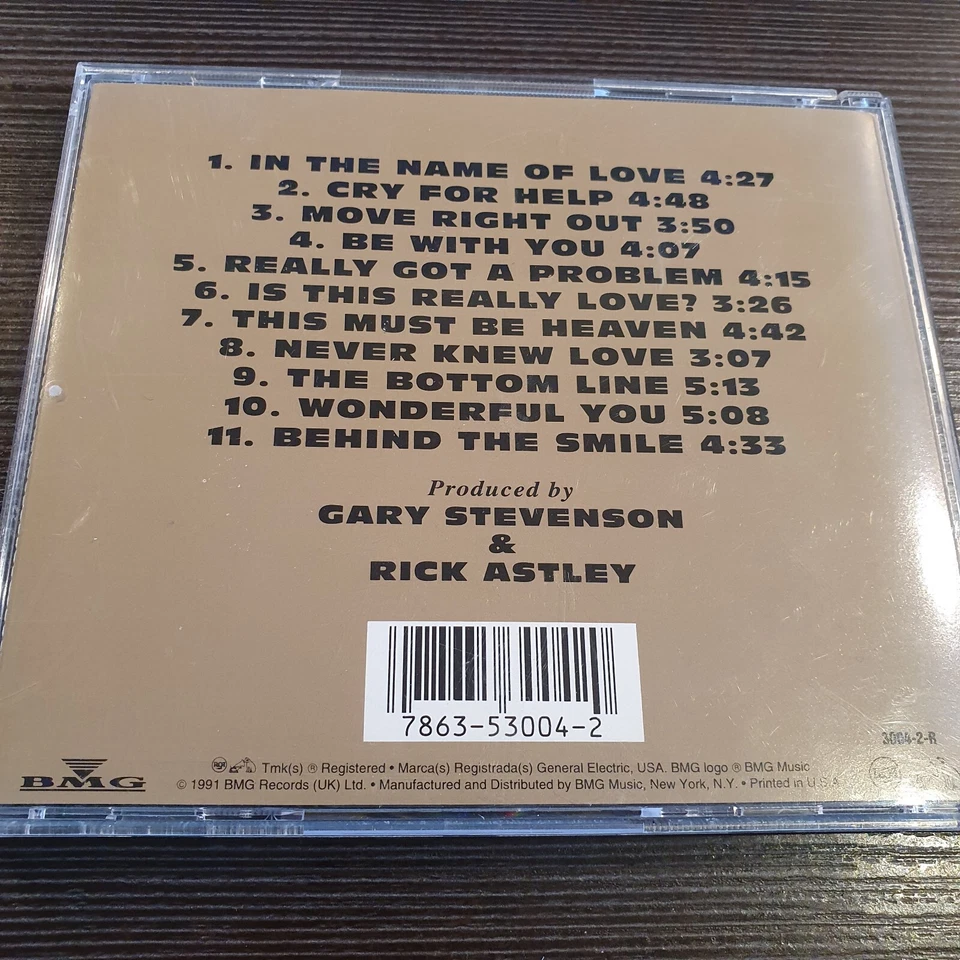 1. IN THE NAME OF LOVE 4:27
2. CRY FOR HELP 4:48
3. MOVE RIGHT OUT 3:50
4. BE WITH YOU 4:07
5. REALLY GOT A PROBLEM 4:15
6. IS THIS REALLY LOVE? 3:26
7. THIS MUST BE HEAVEN 4:42
8. NEVER KNEW LOVE 3:07
9. THE BOTTOM LINE 5:13
10. WONDERFUL YOU 5:08
11. BEHIND THE SMILE 4:33
Produced by
GARY STEVENSON
&
RICK ASTLEY
7863-53004-2
3004-2-R
BMG
Tmk(s) ® Registered • Marca(s) Registrada(s) General Electric, USA. BMG logo ® BMG Music
© 1991 BMG Records (UK) Ltd. • Manufactured and Distributed by BMG Music, New York, N.Y. • Printed in U.S.A.